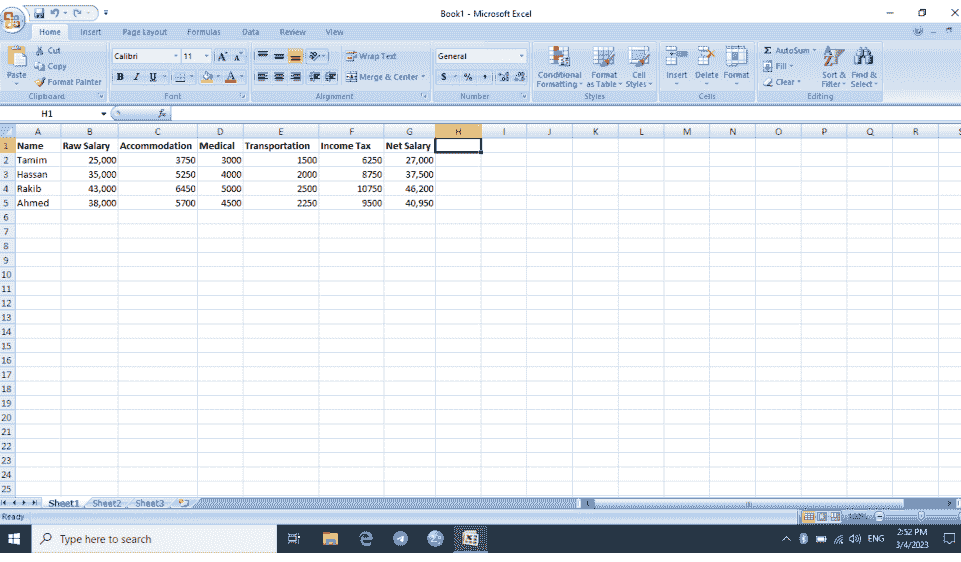 Book1 - Microsoft Excel
Home Insert Page Layout Formulas Data Review View
Cut
Copy
Format Painter
Paste
Clipboard
Calibri 11
B I U
Font
Wrap Text
Merge & Center
Alignment
General
$ % ,
Number
Conditional Formatting
Format as Table
Cell Styles
Styles
Insert Delete Format
Cells
AutoSum
Fill
Clear
Sort & Filter
Find & Select
Editing
H1 fx
A B C D E F G H I J K L M N O P Q R S
1 Name Raw Salary Accommodation Medical Transportation Income Tax Net Salary
2 Tamim 25,000 3750 3000 1500 6250 27,000
3 Hassan 35,000 5250 4000 2000 8750 37,500
4 Rakib 43,000 6450 5000 2500 10750 46,200
5 Ahmed 38,000 5700 4500 2250 9500 40,950
6
7
8
9
10
11
12
13
14
15
16
17
18
19
20
21
22
23
24
25
Sheet1 Sheet2 Sheet3
Ready
Type here to search
ENG
2:52 PM
3/4/2023